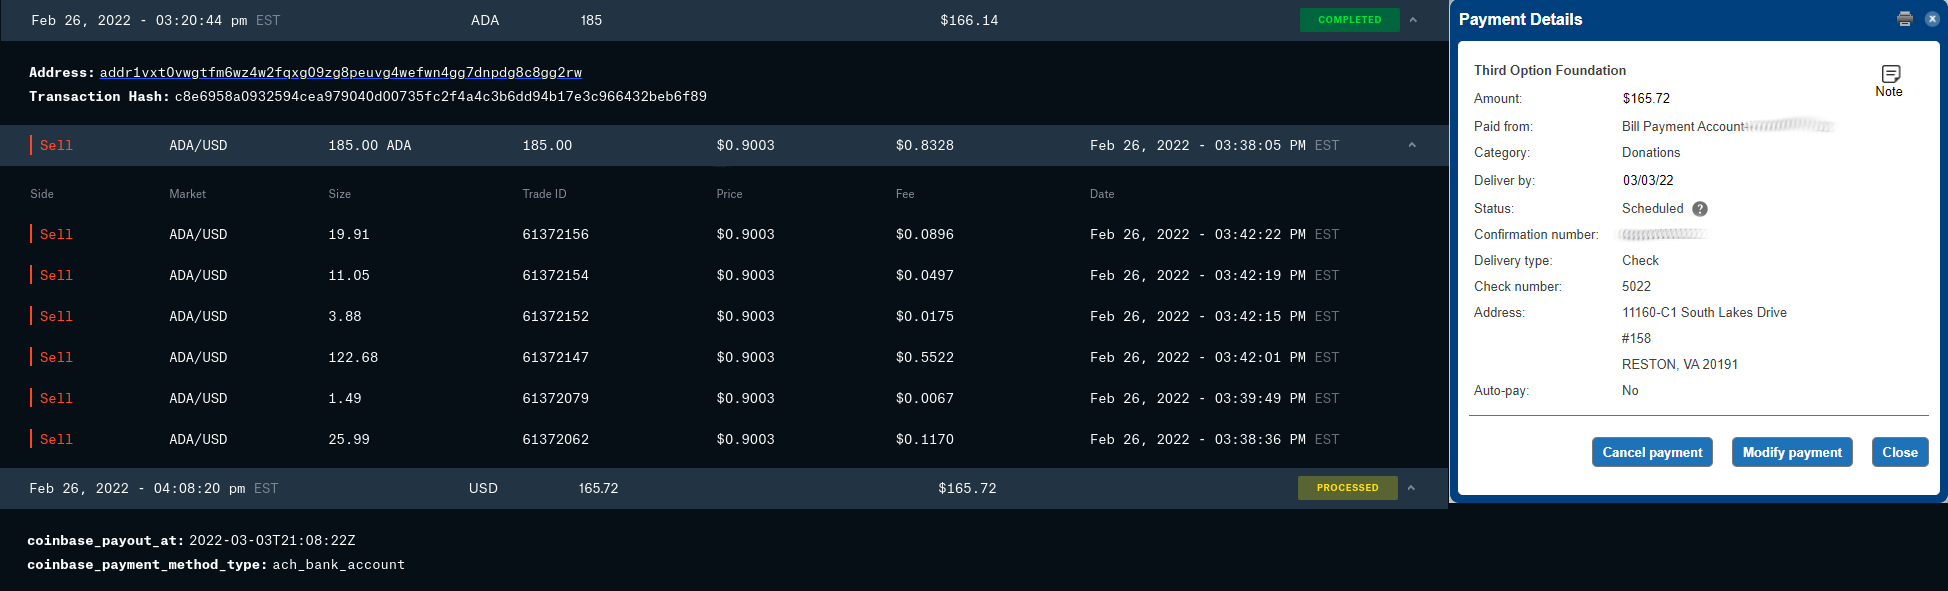 Feb 26, 2022 - 03:20:44 pm EST ADA 185 $166.14 COMPLETED
Address: addr1vxt0vwgtfm6wz4w2fqxg09zg8peuvg4wefwn4gg7dnpdg8c8gg2rw
Transaction Hash: c8e6958a0932594cea979040d00735fc2f4a4c3b6dd94b17e3c966432beb6f89
Sell ADA/USD 185.00 ADA 185.00 $0.9003 $0.8328 Feb 26, 2022 - 03:38:05 PM EST
Side Market Size Trade ID Price Fee Date
Sell ADA/USD 19.91 61372156 $0.9003 $0.0896 Feb 26, 2022 - 03:42:22 PM EST
Sell ADA/USD 11.05 61372154 $0.9003 $0.0497 Feb 26, 2022 - 03:42:19 PM EST
Sell ADA/USD 3.88 61372152 $0.9003 $0.0175 Feb 26, 2022 - 03:42:15 PM EST
Sell ADA/USD 122.68 61372147 $0.9003 $0.5522 Feb 26, 2022 - 03:42:01 PM EST
Sell ADA/USD 1.49 61372079 $0.9003 $0.0067 Feb 26, 2022 - 03:39:49 PM EST
Sell ADA/USD 25.99 61372062 $0.9003 $0.1170 Feb 26, 2022 - 03:38:36 PM EST
Feb 26, 2022 - 04:08:20 pm EST USD 165.72 $165.72 PROCESSED
coinbase_payout_at: 2022-03-03T21:08:22Z
coinbase_payment_method_type: ach_bank_account
Payment Details
Third Option Foundation
Note
Amount: $165.72
Paid from: Bill Payment Account
Category: Donations
Deliver by: 03/03/22
Status: Scheduled ?
Confirmation number:
Delivery type: Check
Check number: 5022
Address: 11160-C1 South Lakes Drive
#158
RESTON, VA 20191
Auto-pay: No
Cancel payment Modify payment Close